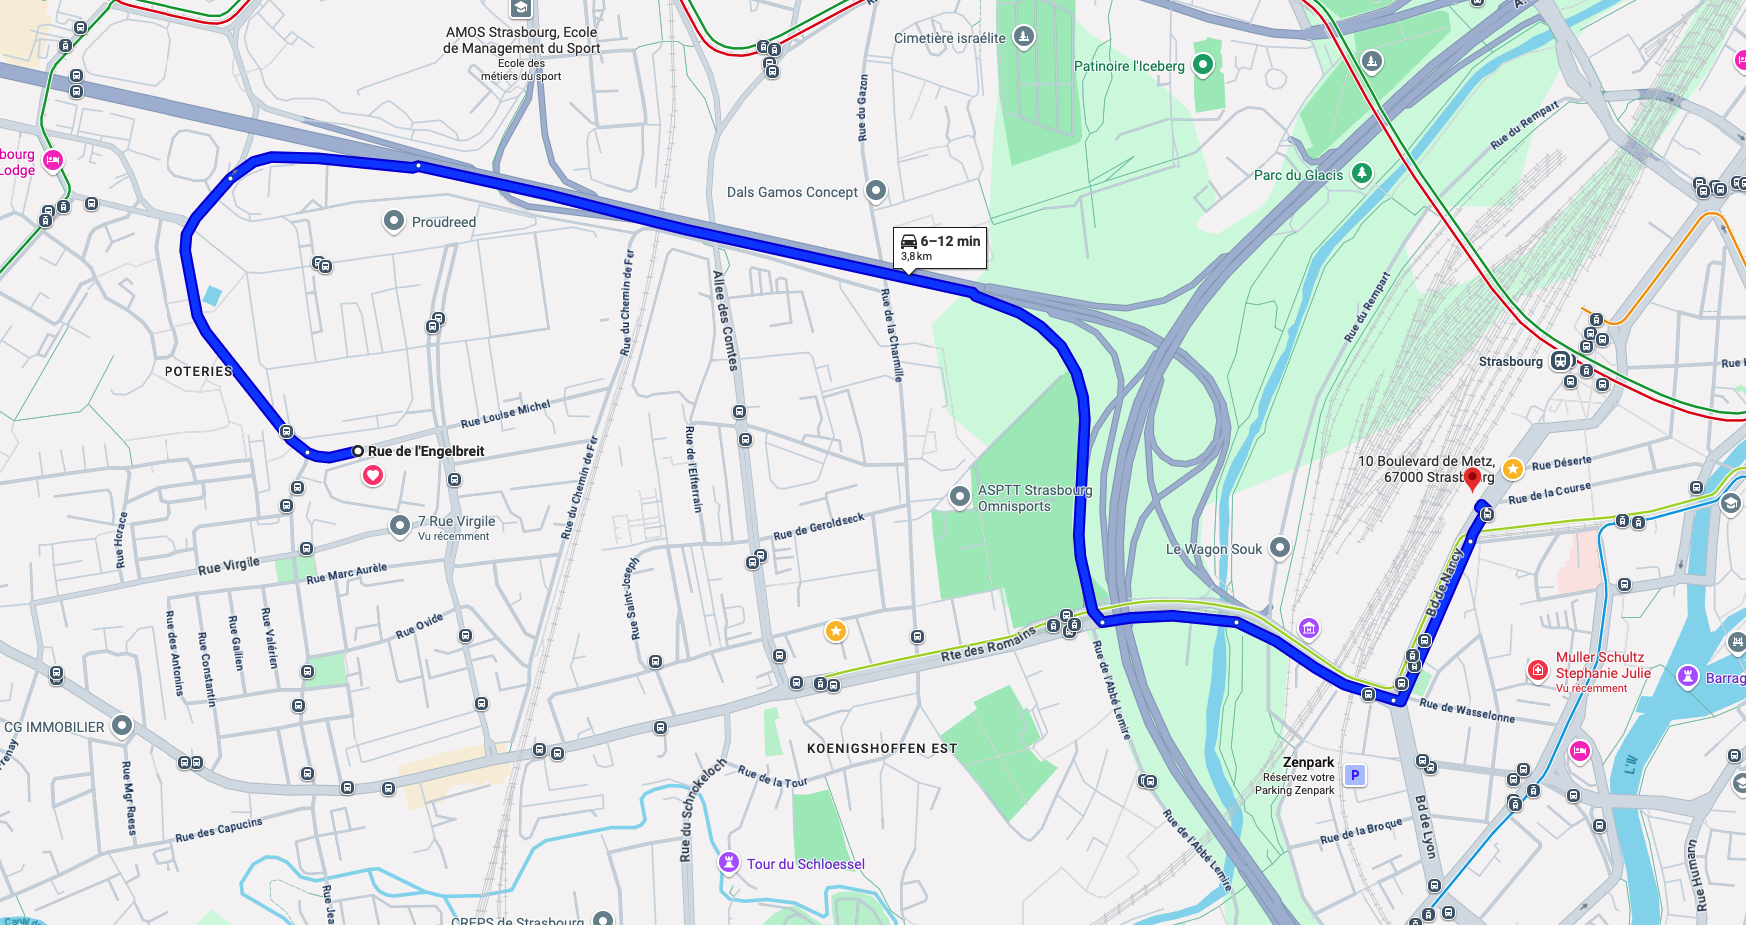 AMOS Strasbourg, Ecole
de Management du Sport
Ecole des
métiers du sport
Cimetière israélite
Patinoire l'Iceberg
Rue du Gazon
Rue du Rempart
bourg
Lodge
Parc du Glacis
Dals Gamos Concept
Proudreed
6–12 min
3,8 km
Rue du Chemin de Fer
Allée des Comtes
Rue de la Charmille
Rue du Rempart
Strasbourg
POTERIES
Rue Louise Michel
Rue de l'Engelbreit
Rue de l'Elfterrain
Rue du Chemin de Fer
10 Boulevard de Metz,
67000 Strasbourg
Rue Déserte
Rue de la Course
ASPTT Strasbourg
Omnisports
7 Rue Virgile
Vu récemment
Rue Horace
Rue de Geroldseck
Le Wagon Souk
Rue Virgile
Rue Marc Aurèle
Rue Saint-Joseph
Bd de Nancy
Rue des Antonins
Rue Constantin
Rue Gallien
Rue Valérien
Rue Ovide
Rte des Romains
Rue de l'Abbé Lemire
Muller Schultz
Stephanie Julie
Vu récemment
Barrag
Rue de Wasselonne
CG IMMOBILIER
KOENIGSHOFFEN EST
Zenpark
Réservez votre
Parking Zenpark
P
L'Ill
Rue Mgr Raess
Rue de la Tour
Rue du Schnokeloch
Rue des Capucins
Rue de l'Abbé Lemire
Rue de la Broque
Bd de Lyon
Rue Humann
Tour du Schloessel
Rue Jea
CREPS de Strasbourg